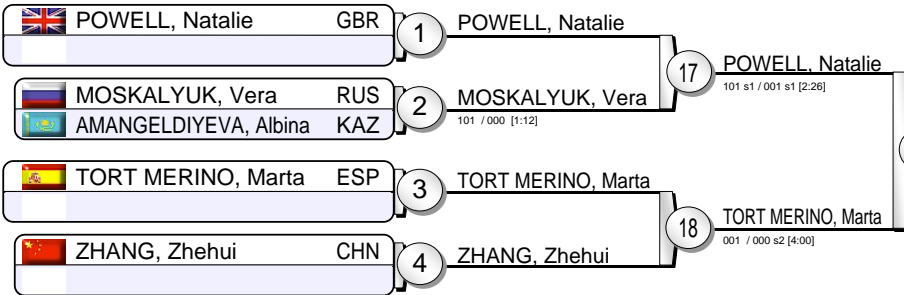 POWELL, Natalie GBR
1
POWELL, Natalie
17
POWELL, Natalie
101 s1 / 001 s1 [2:26]
MOSKALYUK, Vera RUS
AMANGELDIYEVA, Albina KAZ
2
MOSKALYUK, Vera
101 / 000 [1:12]
TORT MERINO, Marta ESP
3
TORT MERINO, Marta
18
TORT MERINO, Marta
001 / 000 s2 [4:00]
ZHANG, Zhehui CHN
4
ZHANG, Zhehui